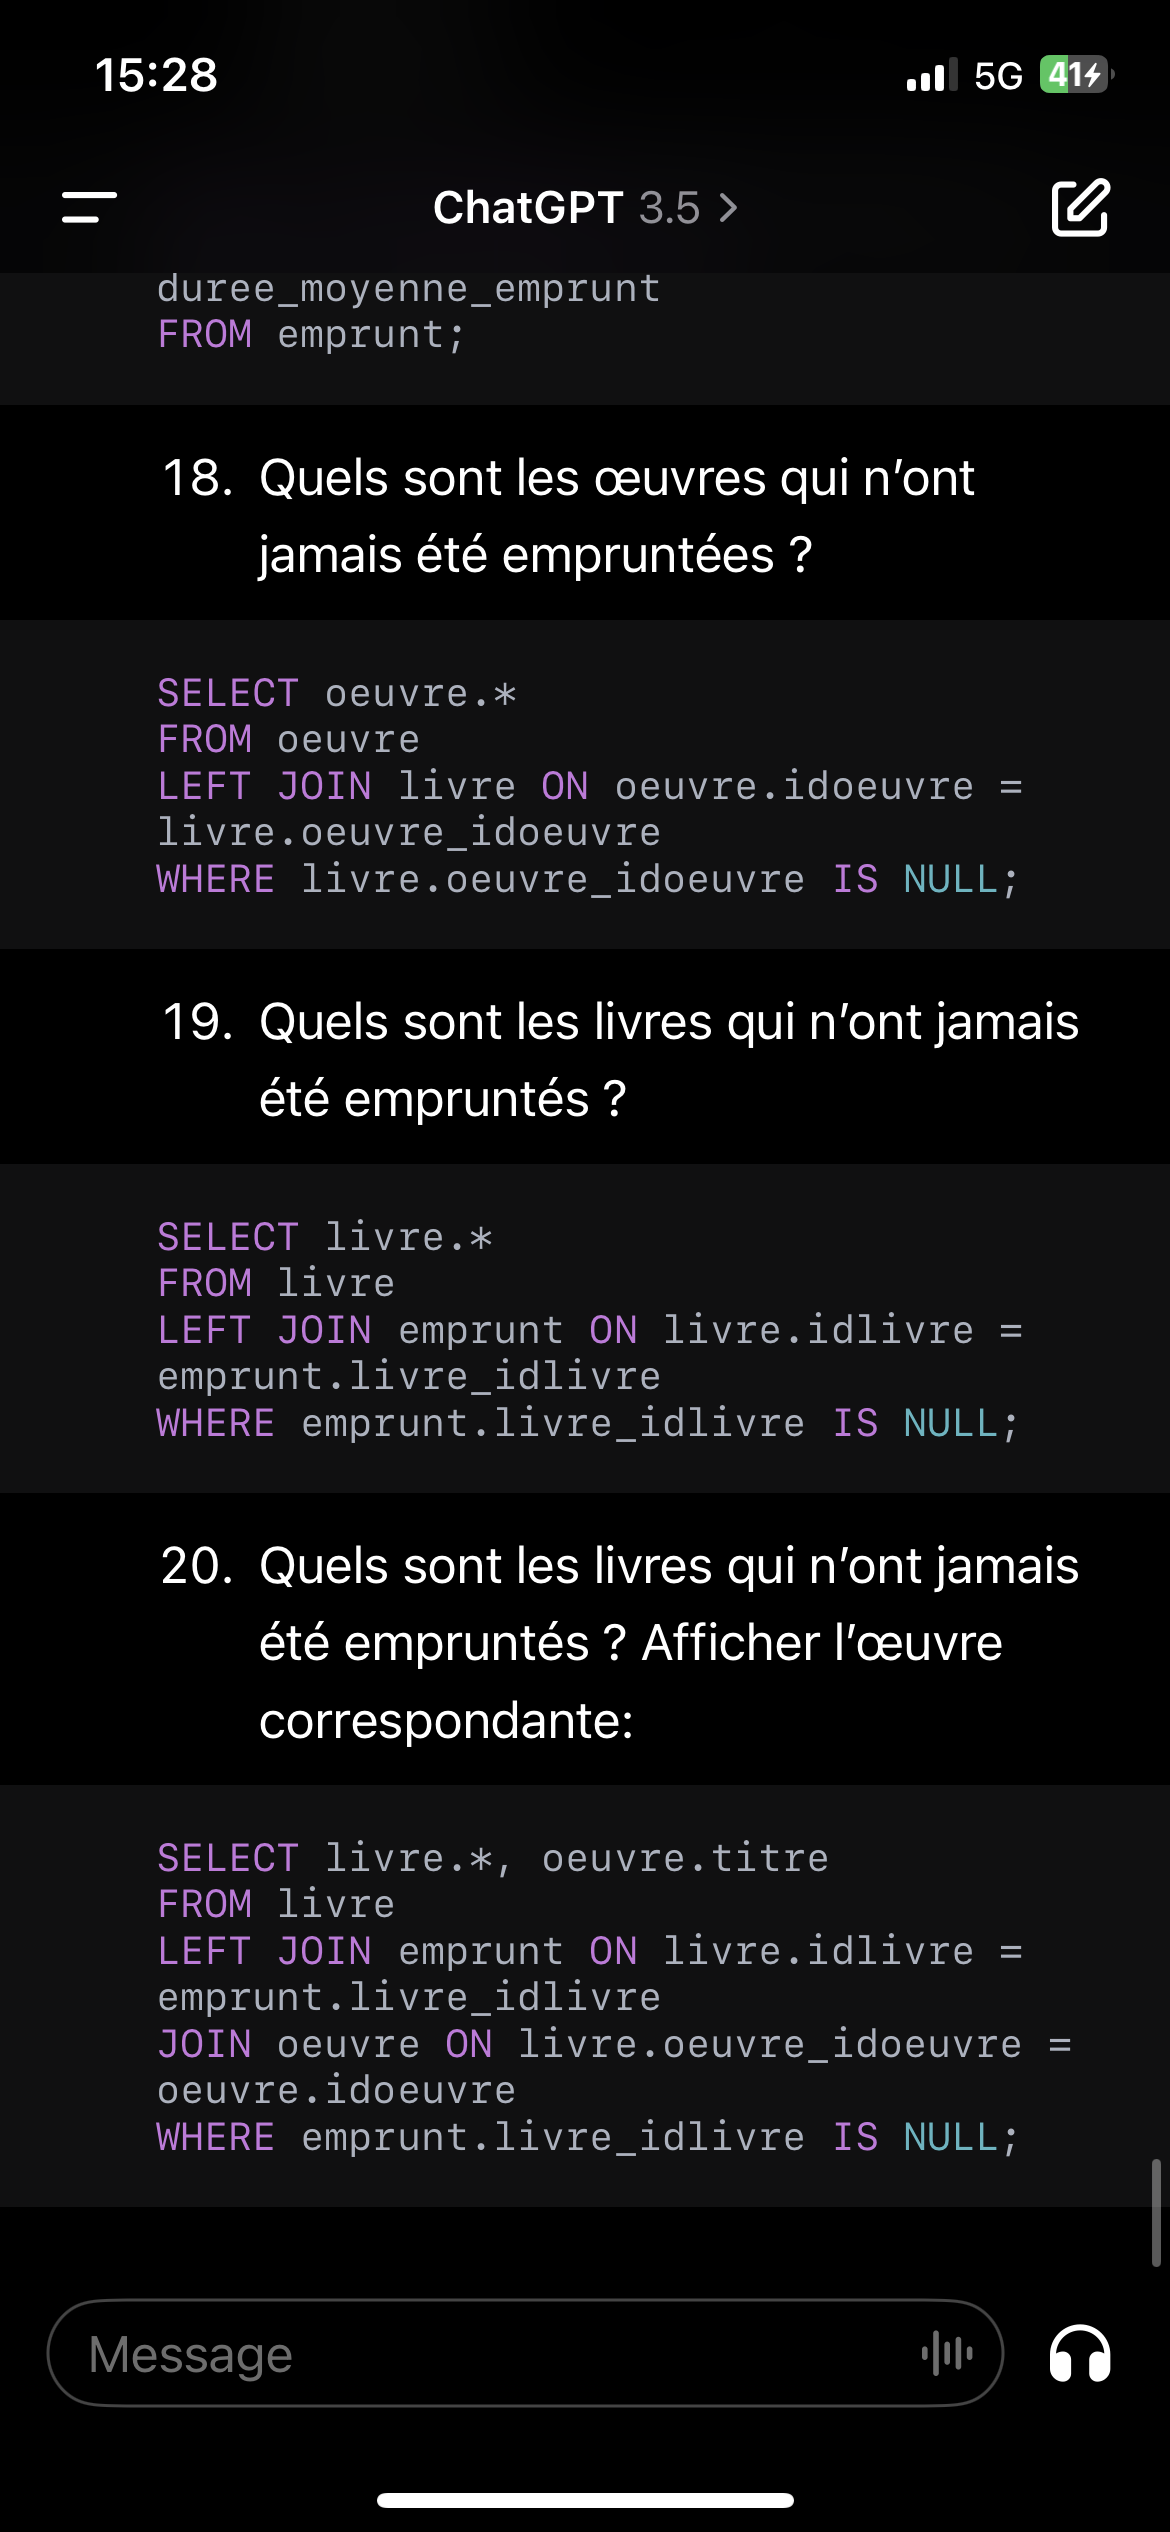 15:28
5G 41
ChatGPT 3.5 >
duree_moyenne_emprunt
FROM emprunt;
18. Quels sont les œuvres qui n’ont
jamais été empruntées ?
SELECT oeuvre.*
FROM oeuvre
LEFT JOIN livre ON oeuvre.idoeuvre =
livre.oeuvre_idoeuvre
WHERE livre.oeuvre_idoeuvre IS NULL;
19. Quels sont les livres qui n’ont jamais
été empruntés ?
SELECT livre.*
FROM livre
LEFT JOIN emprunt ON livre.idlivre =
emprunt.livre_idlivre
WHERE emprunt.livre_idlivre IS NULL;
20. Quels sont les livres qui n’ont jamais
été empruntés ? Afficher l’œuvre
correspondante:
SELECT livre.*, oeuvre.titre
FROM livre
LEFT JOIN emprunt ON livre.idlivre =
emprunt.livre_idlivre
JOIN oeuvre ON livre.oeuvre_idoeuvre =
oeuvre.idoeuvre
WHERE emprunt.livre_idlivre IS NULL;
Message